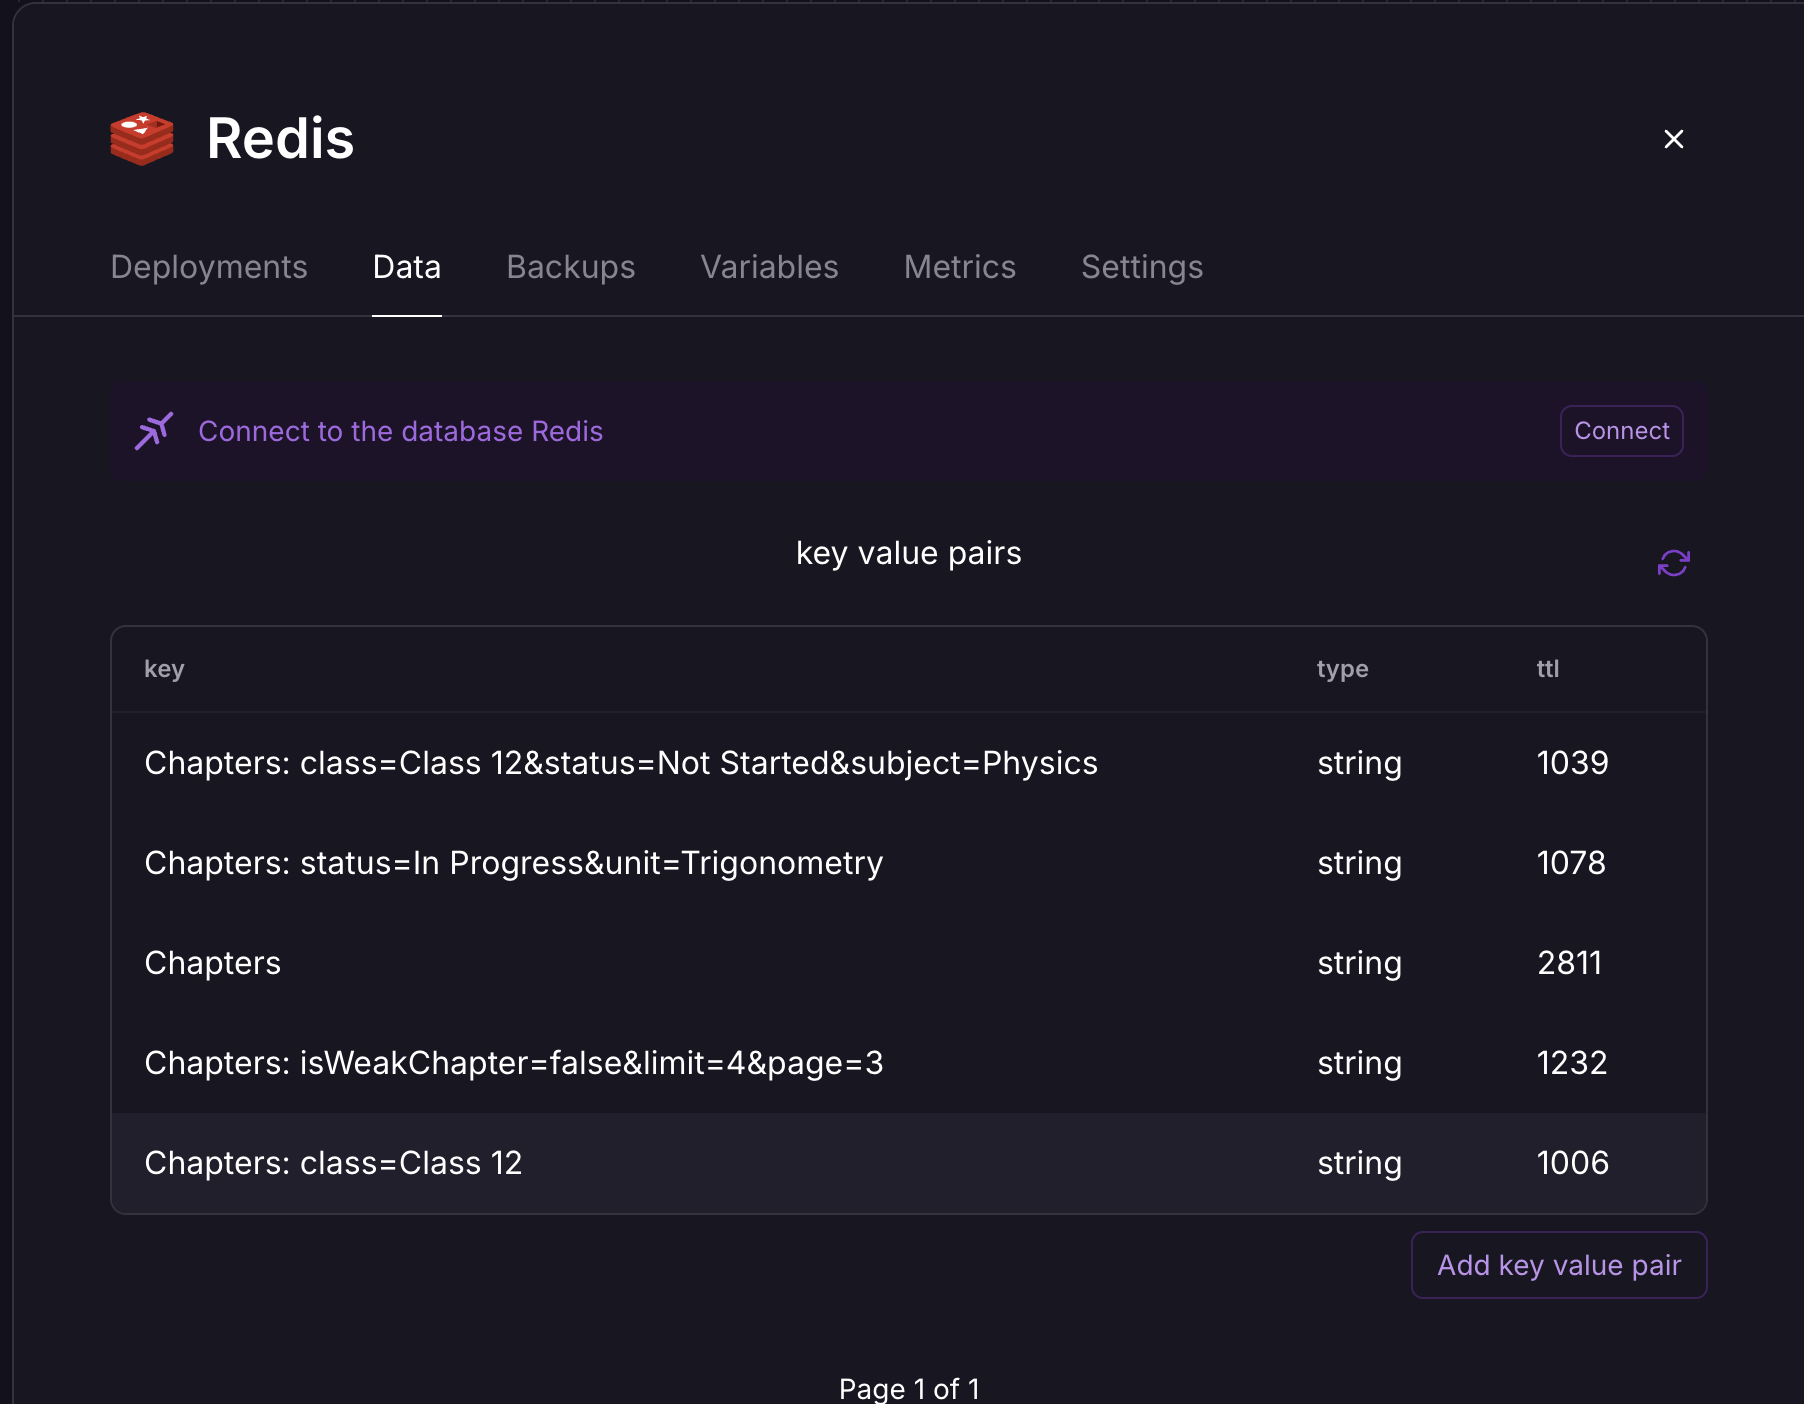 Redis
Deployments Data Backups Variables Metrics Settings
Connect to the database Redis Connect
key value pairs
key type ttl
Chapters: class=Class 12&status=Not Started&subject=Physics string 1039
Chapters: status=In Progress&unit=Trigonometry string 1078
Chapters string 2811
Chapters: isWeakChapter=false&limit=4&page=3 string 1232
Chapters: class=Class 12 string 1006
Add key value pair
Page 1 of 1